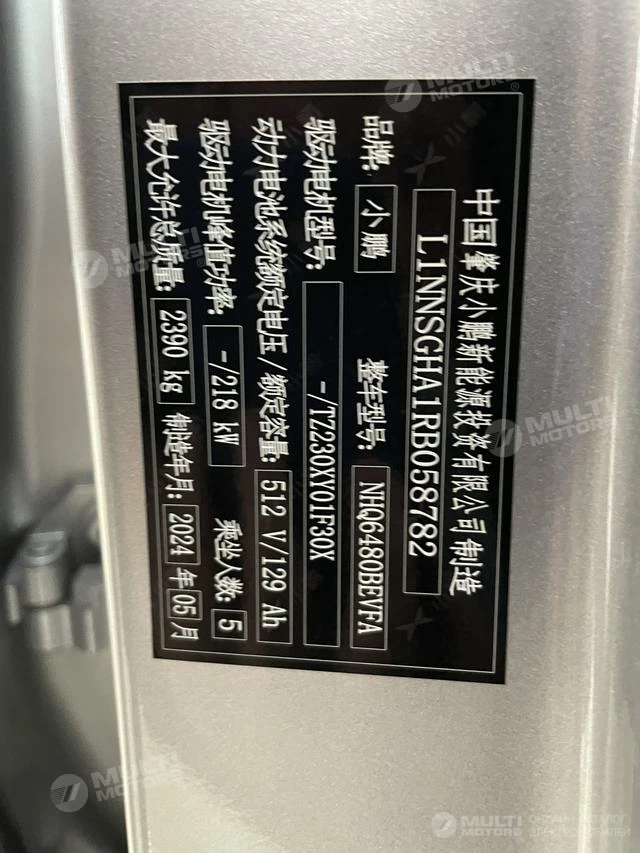 中国肇庆小鹏新能源投资有限公司制造
L1NNSGHA1RB058782
品牌: 小鹏 整车型号: NHQ6480BEVFA
驱动电机型号: -/TZ230XY01F30X
动力电池系统额定电压/额定容量: 512 V/129 Ah
驱动电机峰值功率: -/218 kW 乘坐人数: 5
最大允许总质量: 2390 kg 制造年月: 2024 年 05 月
MULTI MOTORS
ОНЛАЙН-КАТАЛОГ
ЭЛЕКТРОМОБИЛЕЙ